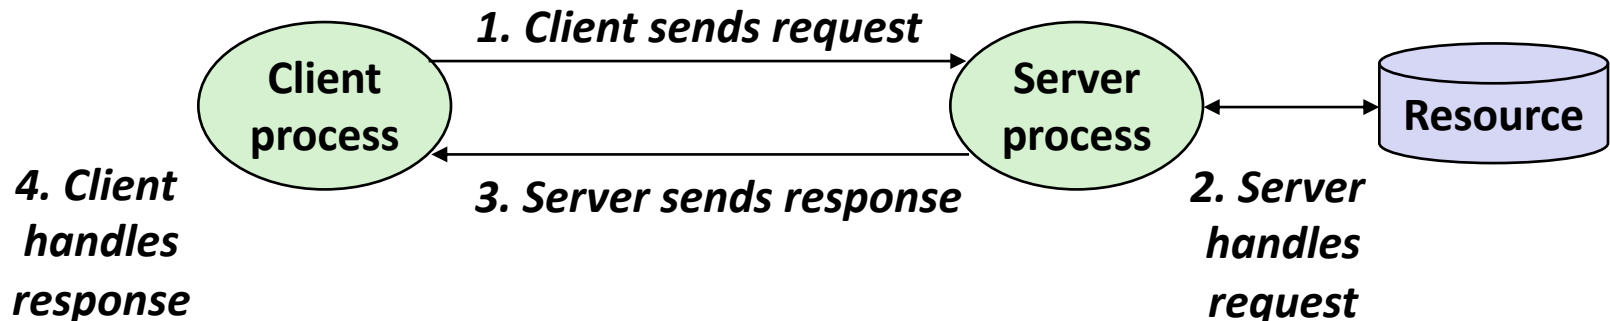 1. Client sends request
Client
process
Server
process
Resource
3. Server sends response
4. Client
handles
response
2. Server
handles
request